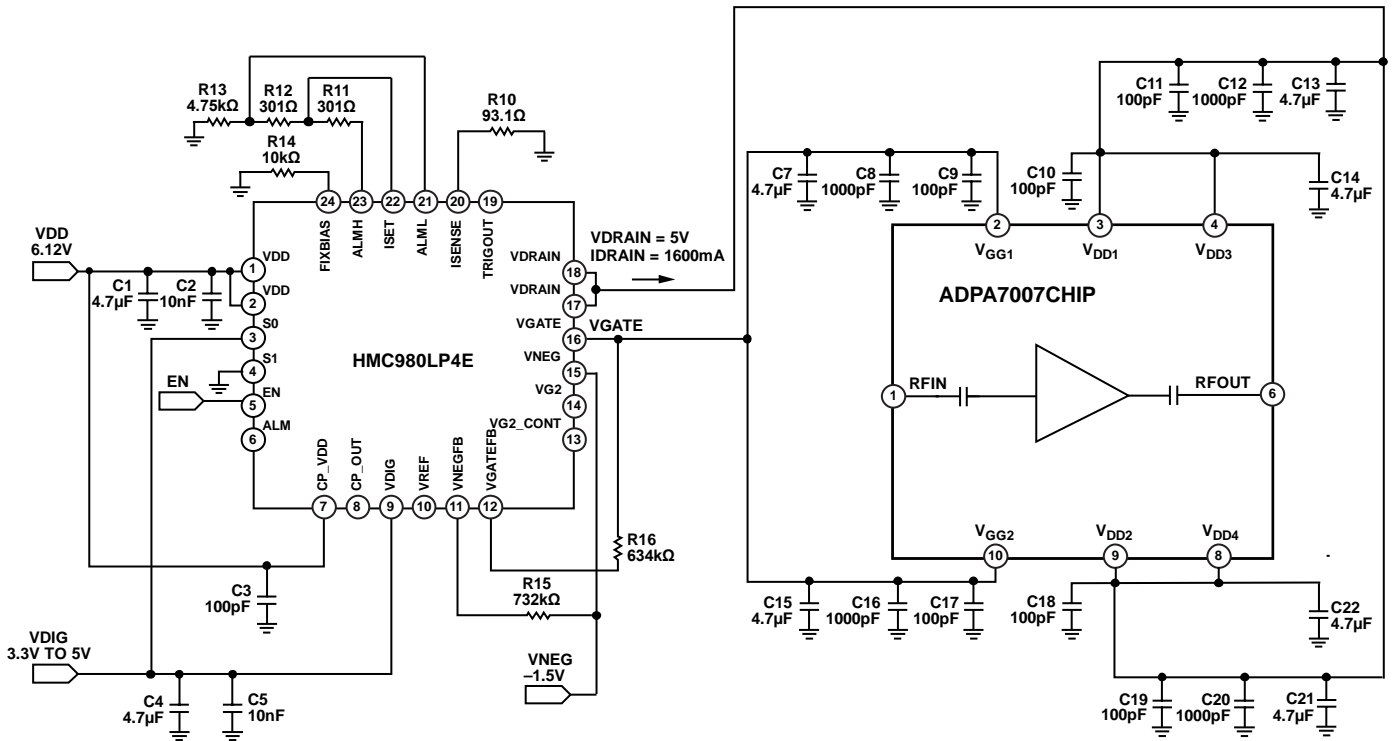 R13
4.75kΩ
R12
301Ω
R11
301Ω
R14
10kΩ
R10
93.1Ω
C11
100pF
C12
1000pF
C13
4.7µF
C7
4.7µF
C8
1000pF
C9
100pF
C10
100pF
C14
4.7µF
24
23
22
21
20
19
FIXBIAS
ALMH
ISET
ALML
ISENSE
TRIGOUT
VDD
6.12V
C1
4.7µF
C2
10nF
1
VDD
2
VDD
3
S0
4
S1
5
EN
6
ALM
EN
HMC980LP4E
VDRAIN
18
VDRAIN
17
VGATE
16
VNEG
15
VG2
14
VG2_CONT
13
VDRAIN = 5V
IDRAIN = 1600mA
VGATE
CP_VDD
CP_OUT
VDIG
VREF
VNEGFB
VGATEFB
7
8
9
10
11
12
2
3
4
VGG1
VDD1
VDD3
ADPA7007CHIP
1
RFIN
RFOUT
6
VGG2
VDD2
VDD4
10
9
8
R16
634kΩ
R15
732kΩ
C3
100pF
VDIG
3.3V TO 5V
C4
4.7µF
C5
10nF
VNEG
–1.5V
C15
4.7µF
C16
1000pF
C17
100pF
C18
100pF
C22
4.7µF
C19
100pF
C20
1000pF
C21
4.7µF